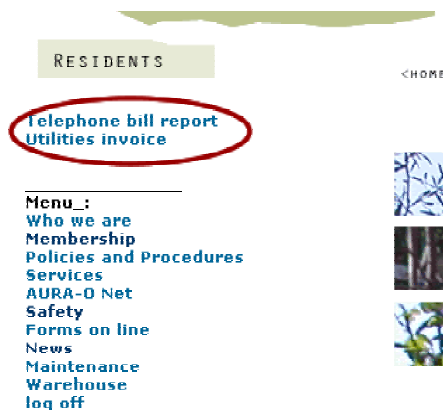 RESIDENTS
<HOME
Telephone bill report
Utilities invoice
Menu_:
Who we are
Membership
Policies and Procedures
Services
AURA-O Net
Safety
Forms on line
News
Maintenance
Warehouse
log off